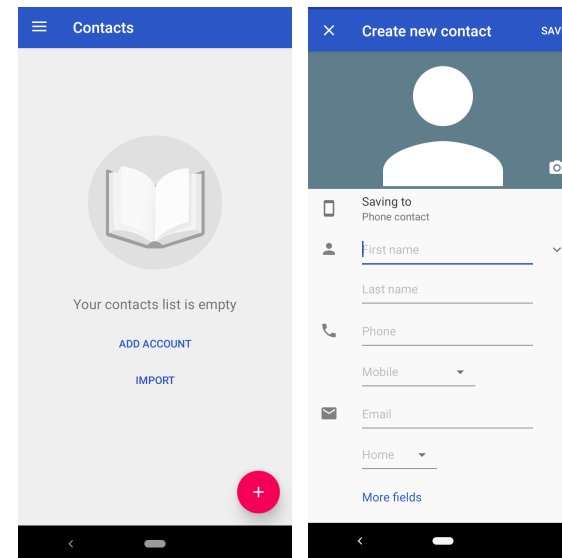 Contacts
Your contacts list is empty
ADD ACCOUNT
IMPORT
Create new contact
SAV
Saving to
Phone contact
First name
Last name
Phone
Mobile
Email
Home
More fields